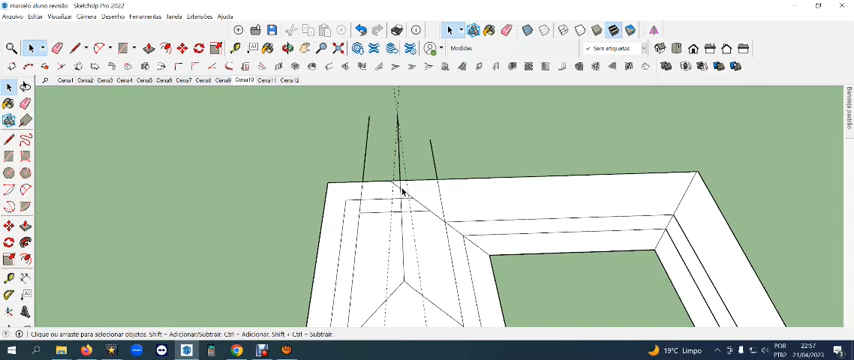 marcelo aluno revisão - SketchUp Pro 2022
Arquivo Editar Visualizar Câmera Desenho Ferramentas Janela Extensões Ajuda
Medidas
Sem etiquetas
Cena1 Cena2 Cena3 Cena4 Cena5 Cena6 Cena7 Cena8 Cena9 Cena10 Cena11 Cena12
Bandeja padrão
Clique ou arraste para selecionar objetos. Shift = Adicionar/Subtrair. Ctrl = Adicionar. Shift + Ctrl = Subtrair.
19°C Limpo
POR
PTB2
22:57
21/04/2023